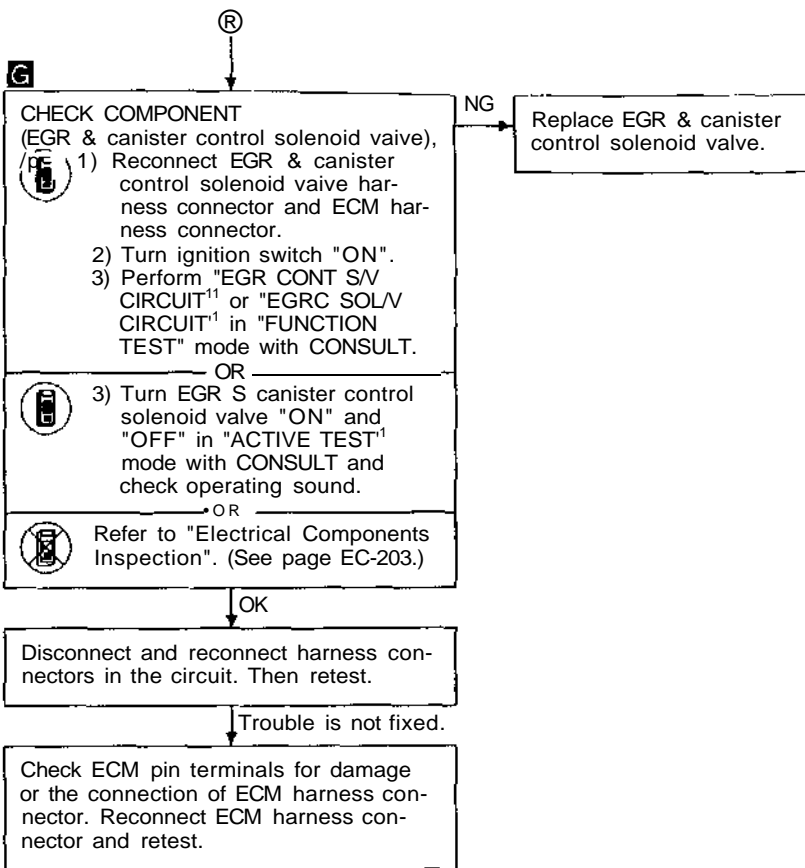 ®
G
CHECK COMPONENT
(EGR & canister control solenoid vaive),
1) Reconnect EGR & canister
control solenoid vaive har-
ness connector and ECM har-
ness connector.
2) Turn ignition switch "ON".
3) Perform "EGR CONT S/V
CIRCUIT11 or "EGRC SOL/V
CIRCUIT'1 in "FUNCTION
TEST" mode with CONSULT.
OR
3) Turn EGR S canister control
solenoid valve "ON" and
"OFF" in "ACTIVE TEST'1
mode with CONSULT and
check operating sound.
•OR
Refer to "Electrical Components
Inspection". (See page EC-203.)
NG
Replace EGR & canister
control solenoid valve.
OK
Disconnect and reconnect harness con-
nectors in the circuit. Then retest.
Trouble is not fixed.
Check ECM pin terminals for damage
or the connection of ECM harness con-
nector. Reconnect ECM harness con-
nector and retest.